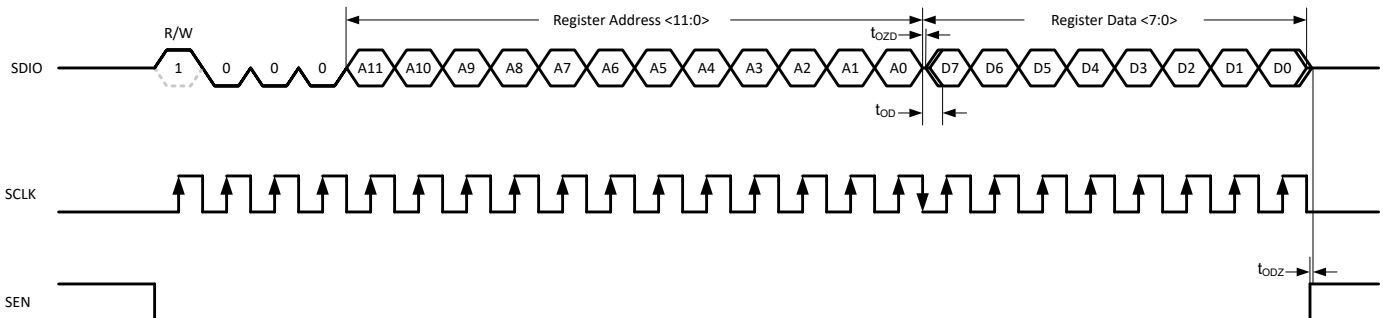 Register Address <11:0> Register Data <7:0>
R/W tOZD
SDIO 1 0 0 0 A11 A10 A9 A8 A7 A6 A5 A4 A3 A2 A1 A0 D7 D6 D5 D4 D3 D2 D1 D0
tOD
SCLK
tODZ
SEN